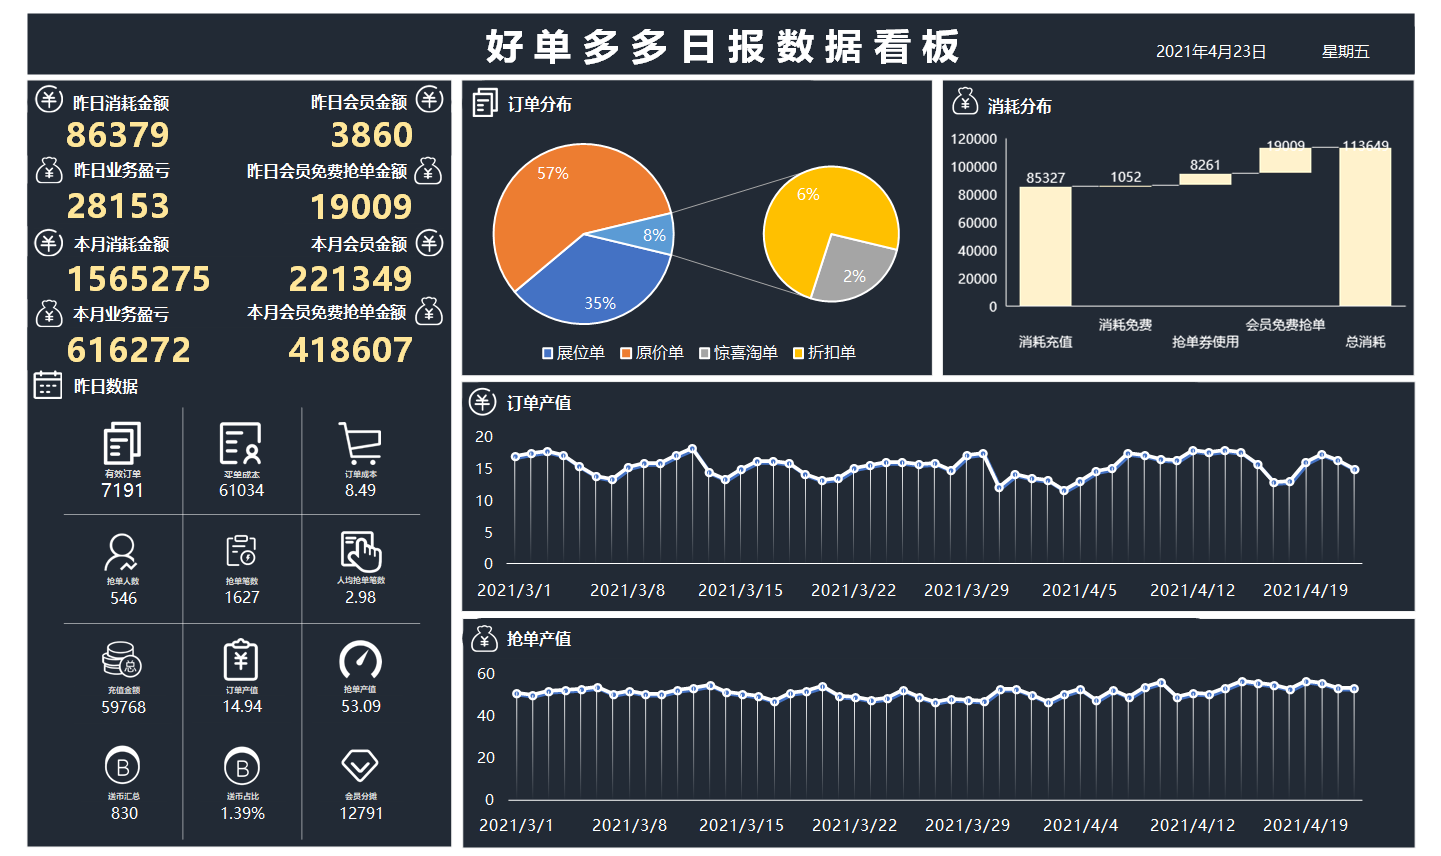 好单多多日报数据看板
2021年4月23日 星期五
昨日消耗金额 昨日会员金额
86379 3860
昨日业务盈亏 昨日会员免费抢单金额
28153 19009
本月消耗金额 本月会员金额
1565275 221349
本月业务盈亏 本月会员免费抢单金额
616272 418607
昨日数据
有效订单 买单成本 订单成本
7191 61034 8.49
抢单人数 抢单笔数 人均抢单笔数
546 1627 2.98
充值金额 订单产值 抢单产值
59768 14.94 53.09
送币汇总 送币占比 会员分摊
830 1.39% 12791
订单分布
57%
8%
35%
6%
2%
展位单 原价单 惊喜淘单 折扣单
消耗分布
120000
100000
80000
60000
40000
20000
0
85327 1052 8261 19009 113649
消耗充值 消耗免费 抢单券使用 会员免费抢单 总消耗
订单产值
20
15
10
5
0
2021/3/1 2021/3/8 2021/3/15 2021/3/22 2021/3/29 2021/4/5 2021/4/12 2021/4/19
抢单产值
60
40
20
0
2021/3/1 2021/3/8 2021/3/15 2021/3/22 2021/3/29 2021/4/4 2021/4/12 2021/4/19